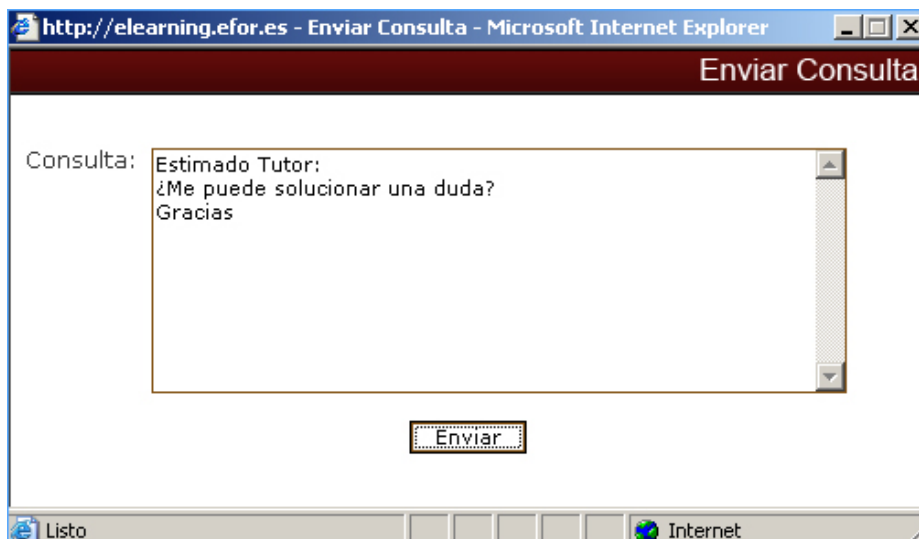 http://elearning.efor.es - Enviar Consulta - Microsoft Internet Explorer
Enviar Consulta
Consulta:
Estimado Tutor:
¿Me puede solucionar una duda?
Gracias
Enviar
Listo
Internet